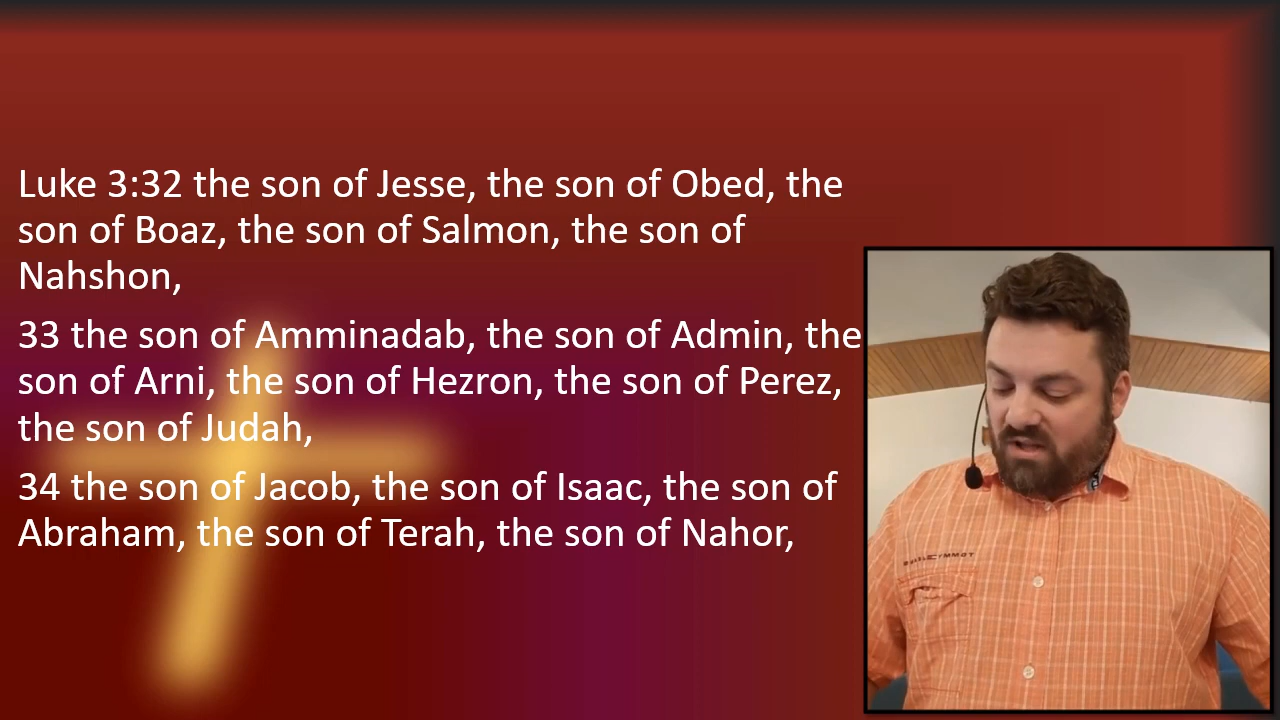 Luke 3:32 the son of Jesse, the son of Obed, the
son of Boaz, the son of Salmon, the son of
Nahshon,
33 the son of Amminadab, the son of Admin, the
son of Arni, the son of Hezron, the son of Perez,
the son of Judah,
34 the son of Jacob, the son of Isaac, the son of
Abraham, the son of Terah, the son of Nahor,